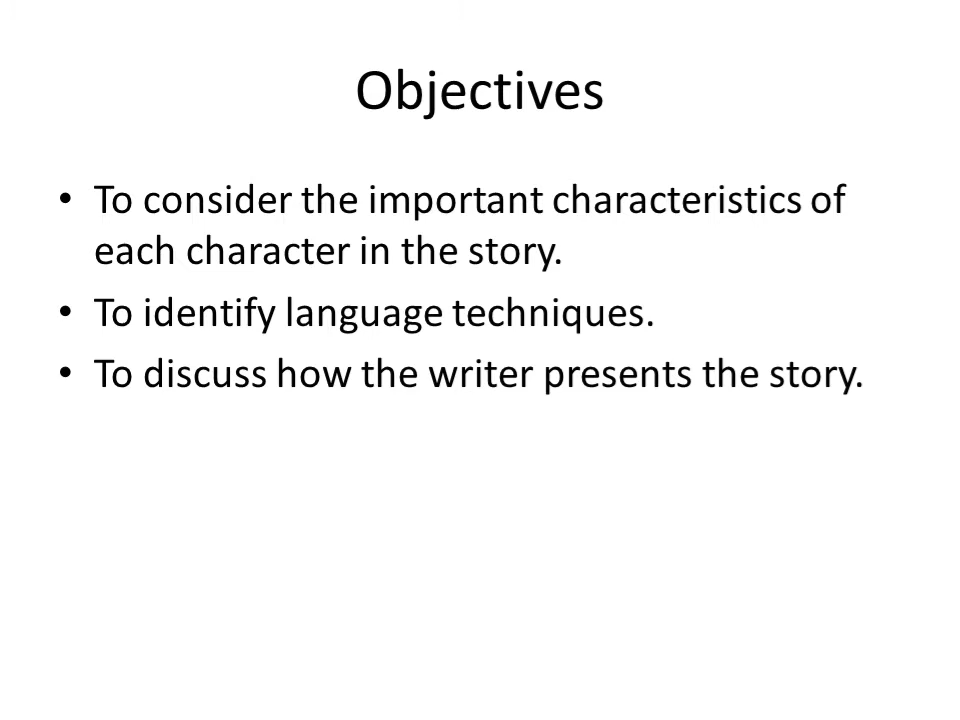 Objectives
• To consider the important characteristics of
each character in the story.
• To identify language techniques.
• To discuss how the writer presents the story.